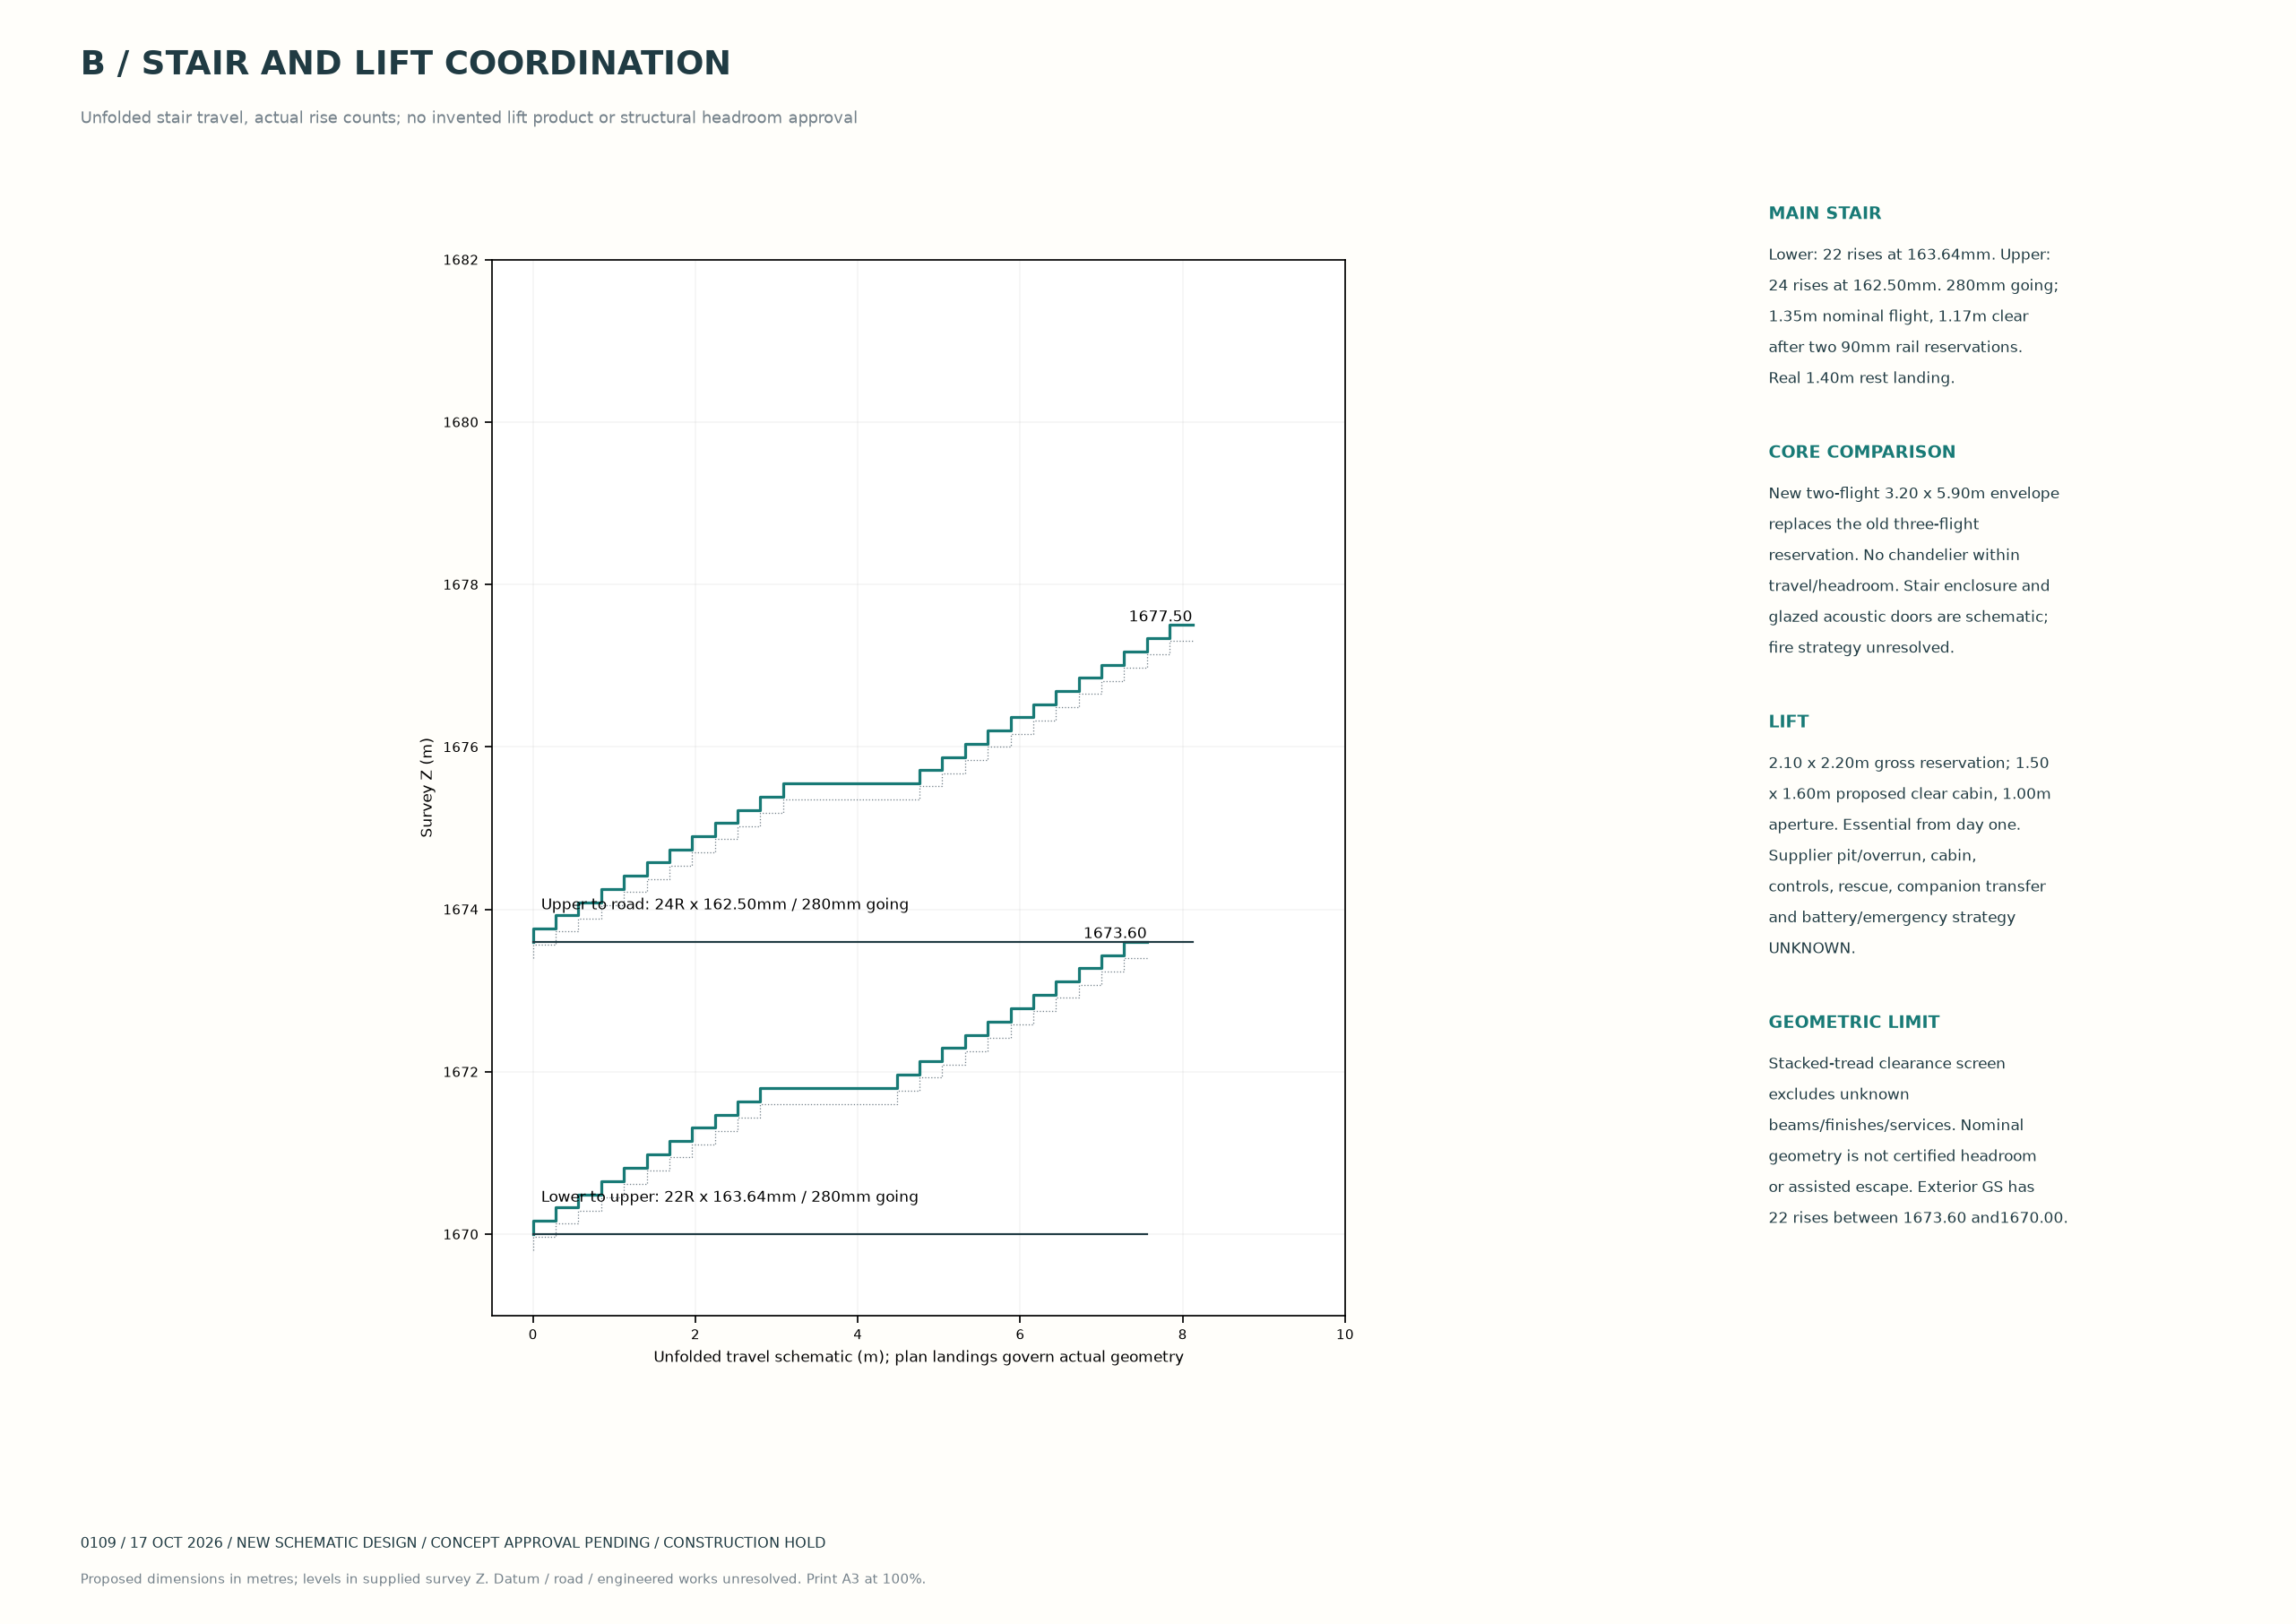 B / STAIR AND LIFT COORDINATION
Unfolded stair travel, actual rise counts; no invented lift product or structural headroom approval
1682
1680
1678
1676
1674
1672
1670
Survey Z (m)
1677.50
Upper to road: 24R x 162.50mm / 280mm going
1673.60
Lower to upper: 22R x 163.64mm / 280mm going
0
2
4
6
8
10
Unfolded travel schematic (m); plan landings govern actual geometry
MAIN STAIR
Lower: 22 rises at 163.64mm. Upper:
24 rises at 162.50mm. 280mm going;
1.35m nominal flight, 1.17m clear
after two 90mm rail reservations.
Real 1.40m rest landing.
CORE COMPARISON
New two-flight 3.20 x 5.90m envelope
replaces the old three-flight
reservation. No chandelier within
travel/headroom. Stair enclosure and
glazed acoustic doors are schematic;
fire strategy unresolved.
LIFT
2.10 x 2.20m gross reservation; 1.50
x 1.60m proposed clear cabin, 1.00m
aperture. Essential from day one.
Supplier pit/overrun, cabin,
controls, rescue, companion transfer
and battery/emergency strategy
UNKNOWN.
GEOMETRIC LIMIT
Stacked-tread clearance screen
excludes unknown
beams/finishes/services. Nominal
geometry is not certified headroom
or assisted escape. Exterior GS has
22 rises between 1673.60 and1670.00.
0109 / 17 OCT 2026 / NEW SCHEMATIC DESIGN / CONCEPT APPROVAL PENDING / CONSTRUCTION HOLD
Proposed dimensions in metres; levels in supplied survey Z. Datum / road / engineered works unresolved. Print A3 at 100%.